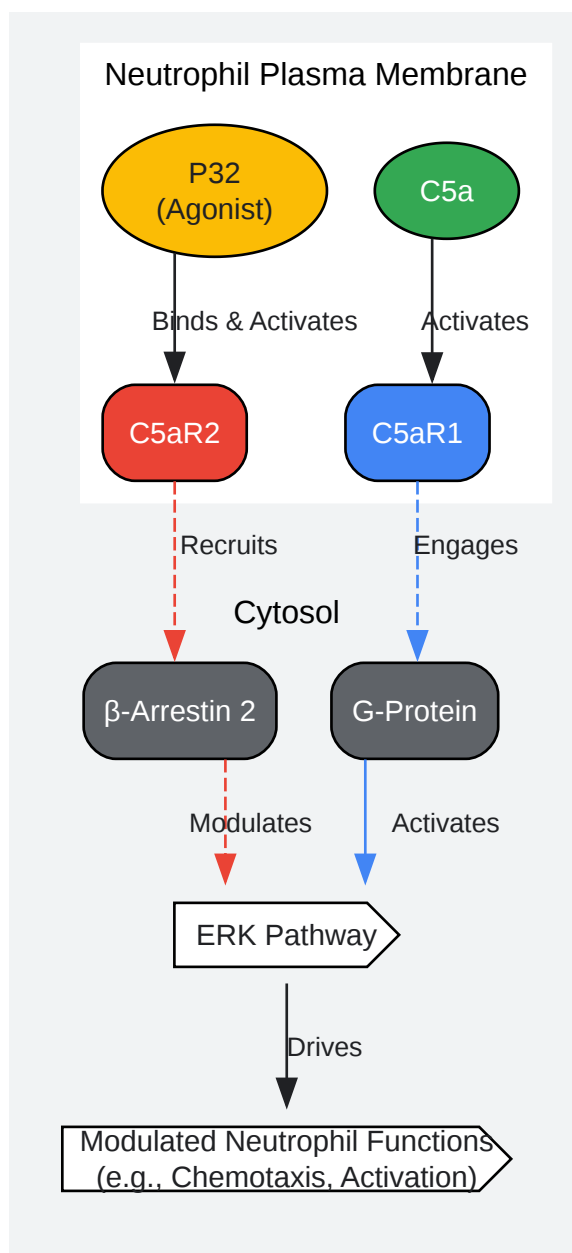 Neutrophil Plasma Membrane
P32
(Agonist)
C5a
Binds & Activates
Activates
C5aR2
C5aR1
Recruits
Engages
Cytosol
β-Arrestin 2
G-Protein
Modulates
Activates
ERK Pathway
Drives
Modulated Neutrophil Functions
(e.g., Chemotaxis, Activation)